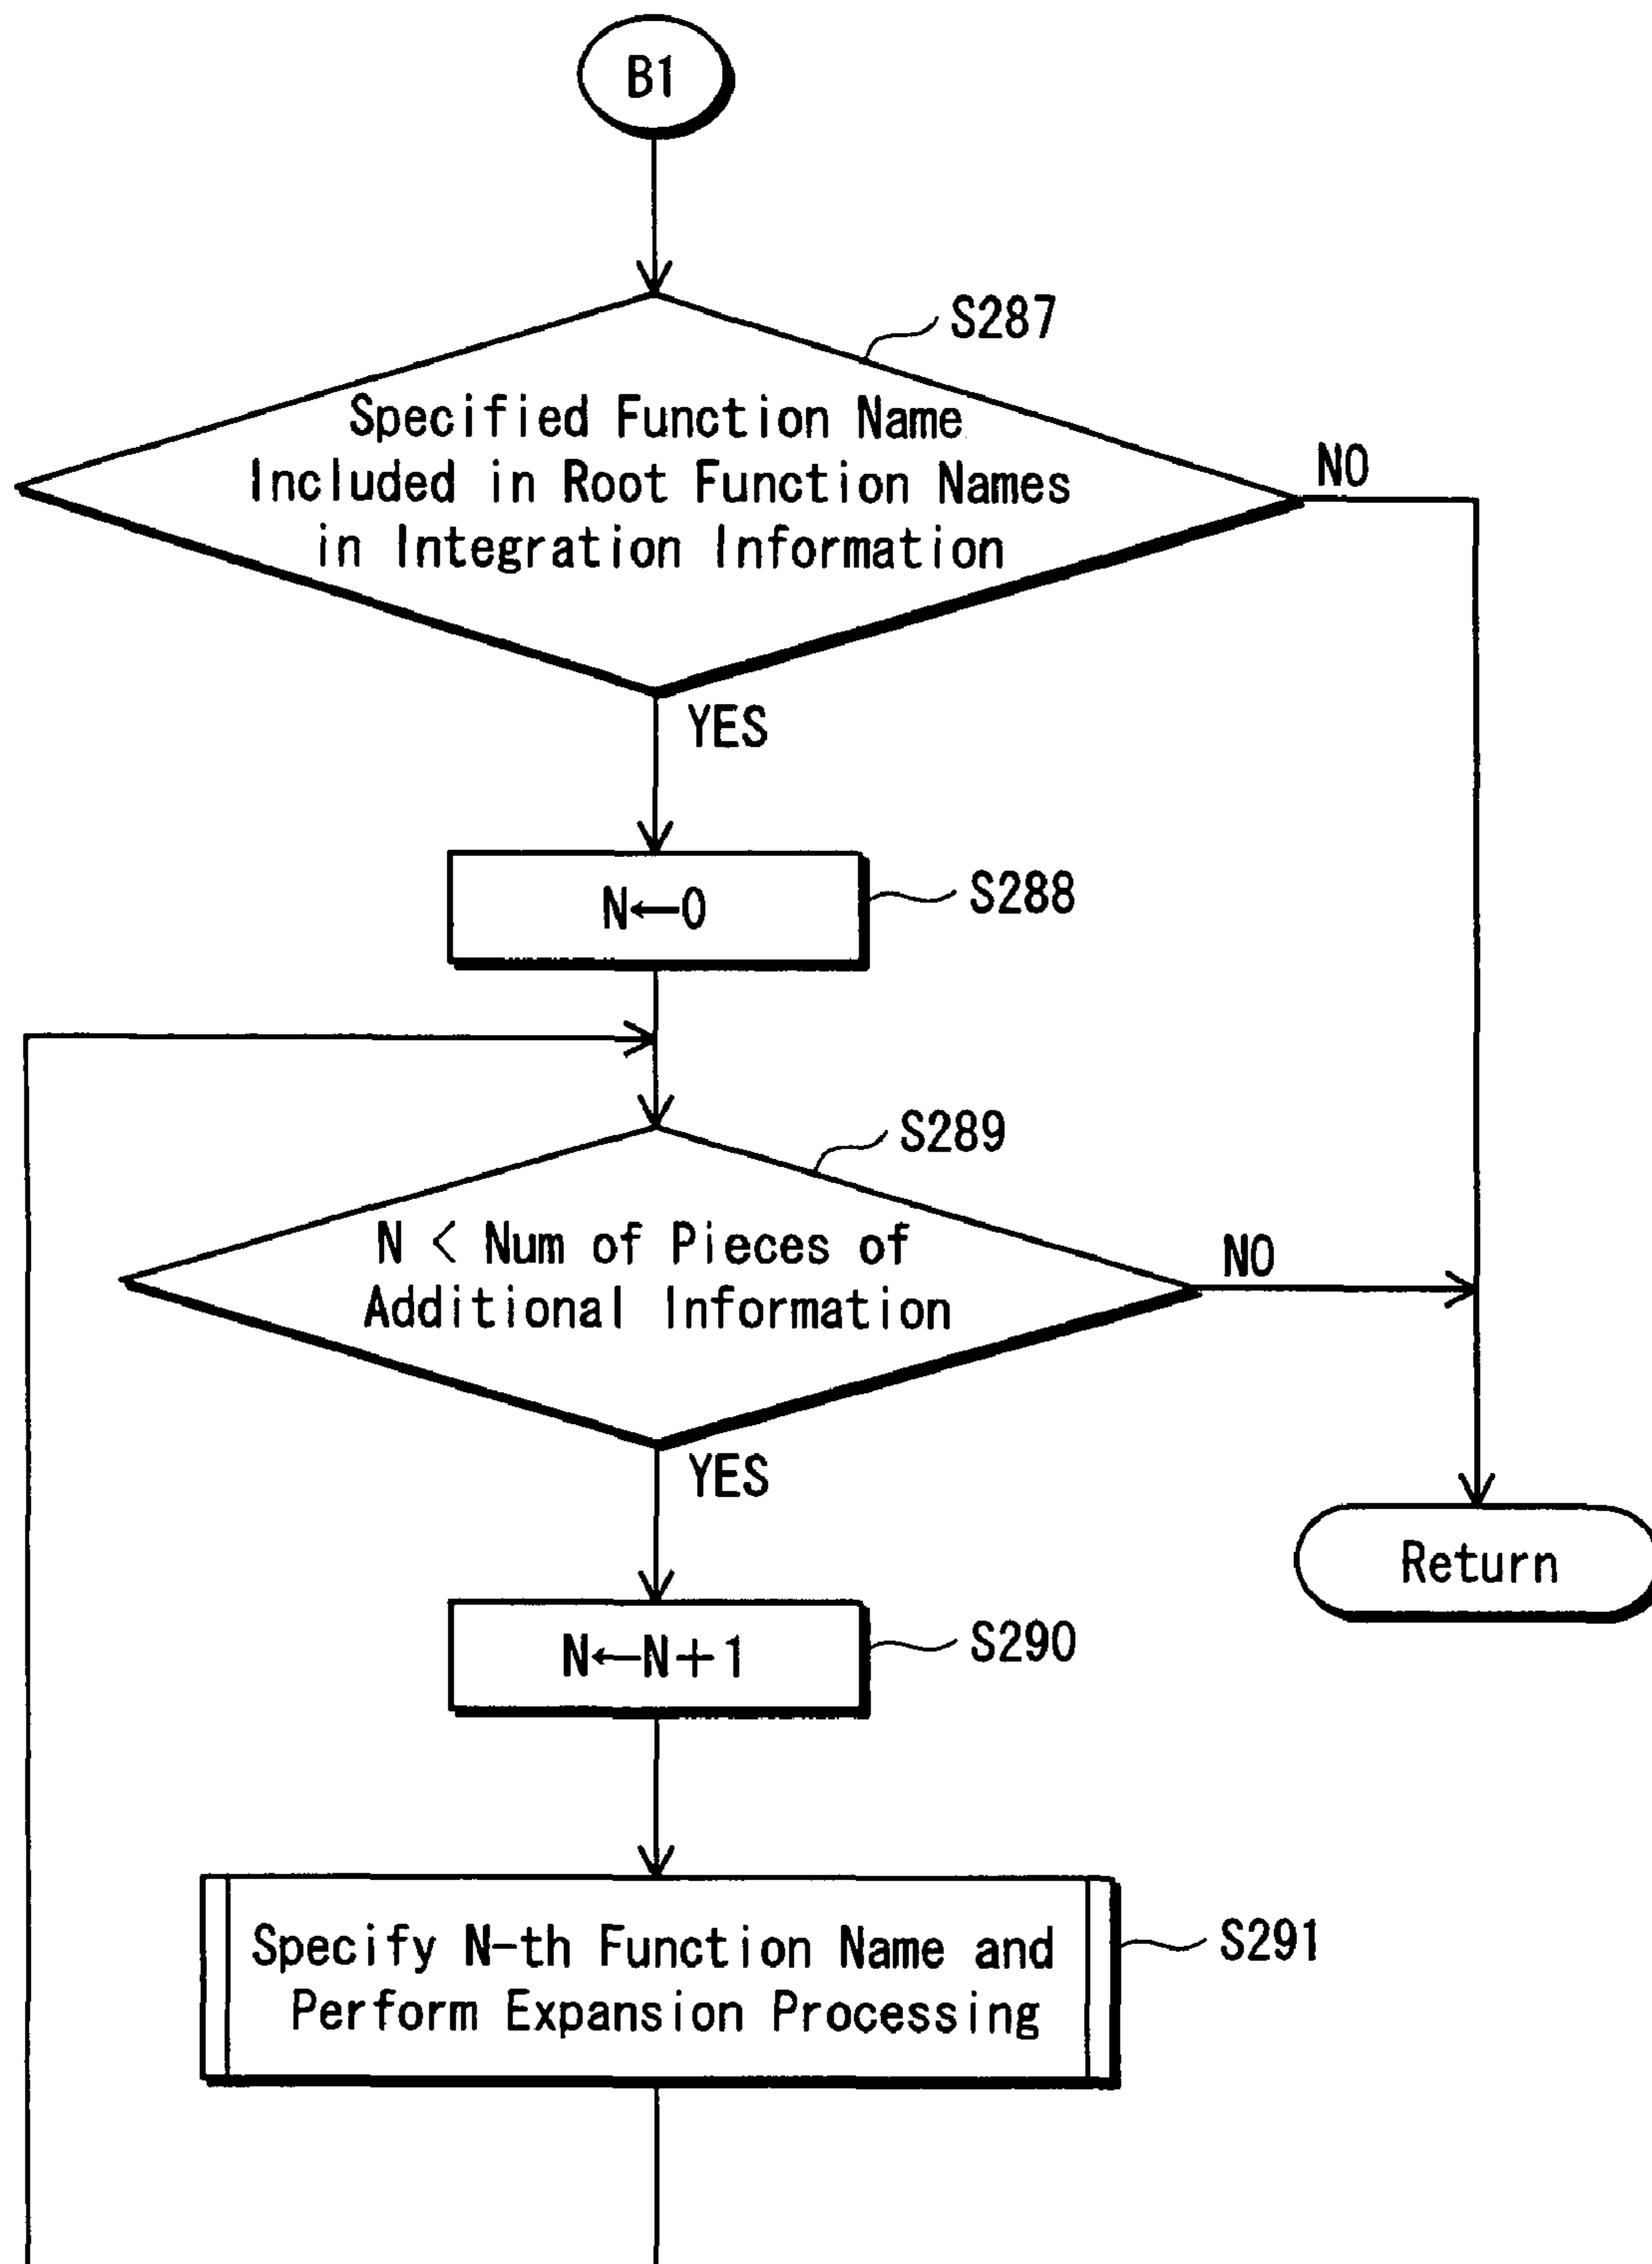 B1
S287
Specified Function Name
Included in Root Function Names
in Integration Information
NO
YES
N←0
S288
S289
N < Num of Pieces of
Additional Information
NO
YES
Return
N←N+1
S290
Specify N-th Function Name and
Perform Expansion Processing
S291